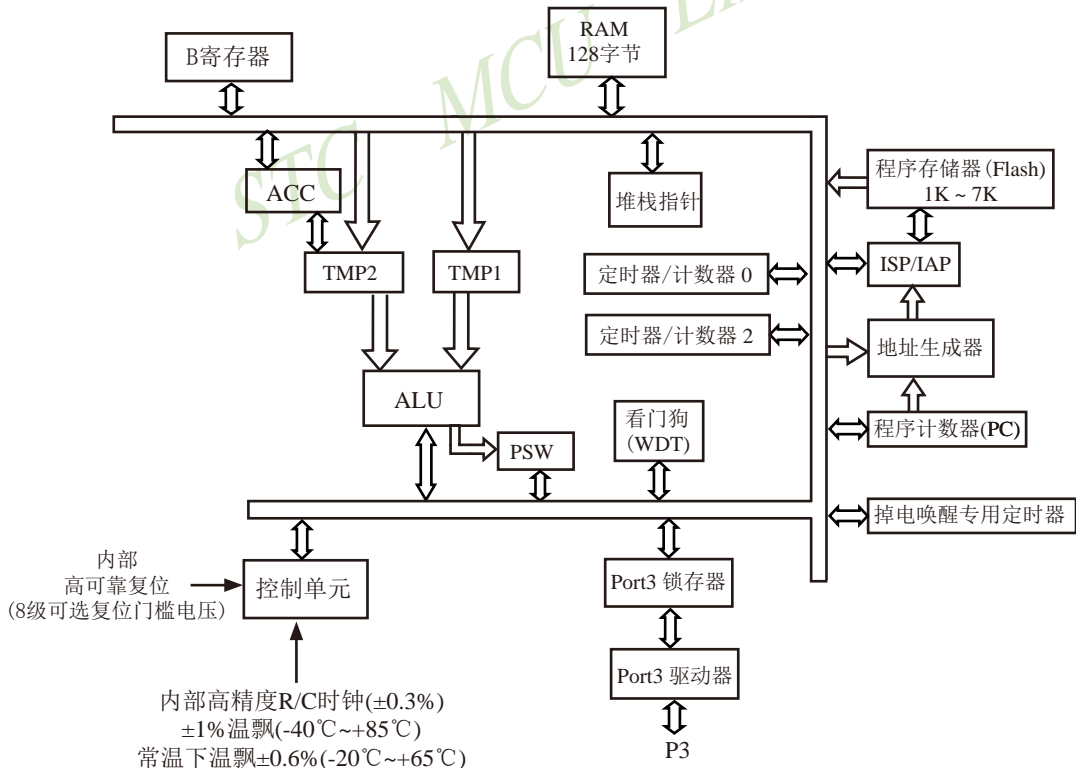 STC MCU
B寄存器
RAM
128字节
ACC
堆栈指针
程序存储器(Flash)
1K ~ 7K
TMP2
TMP1
定时器/计数器 0
ISP/IAP
定时器/计数器 2
地址生成器
ALU
看门狗
(WDT)
程序计数器(PC)
PSW
掉电唤醒专用定时器
内部
高可靠复位
(8级可选复位门槛电压)
控制单元
Port3 锁存器
Port3 驱动器
P3
内部高精度R/C时钟(±0.3%)
±1%温飘(-40℃~+85℃)
常温下温飘±0.6%(-20℃~+65℃)